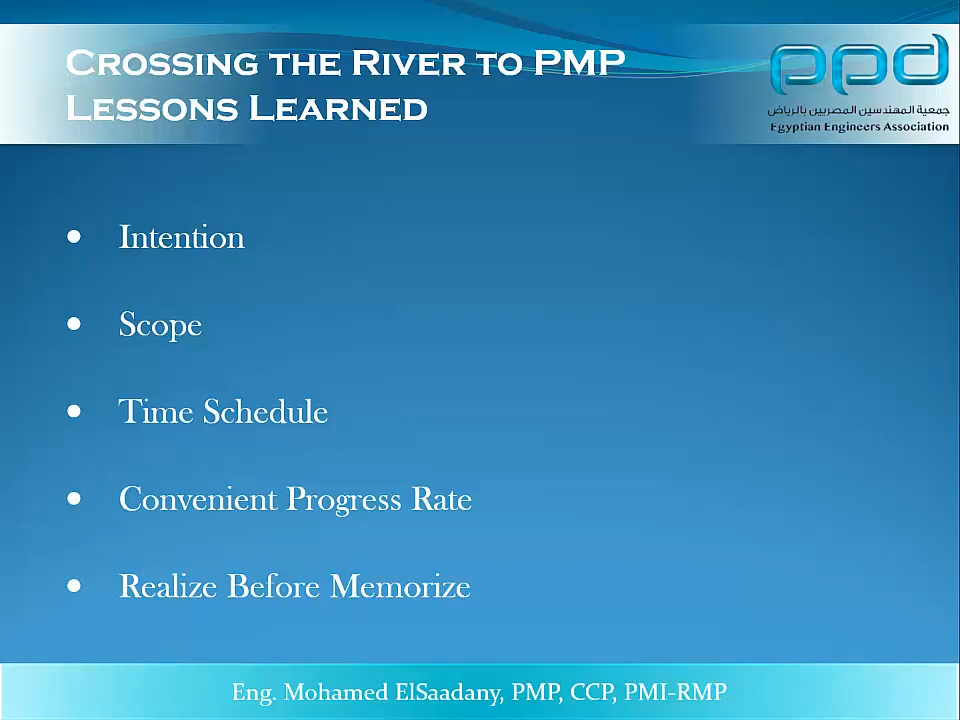 Crossing the River to PMP
Lessons Learned
ppd
جمعية المهندسين المصريين بالرياض
Egyptian Engineers Association
• Intention
• Scope
• Time Schedule
• Convenient Progress Rate
• Realize Before Memorize
Eng. Mohamed ElSaadany, PMP, CCP, PMI-RMP